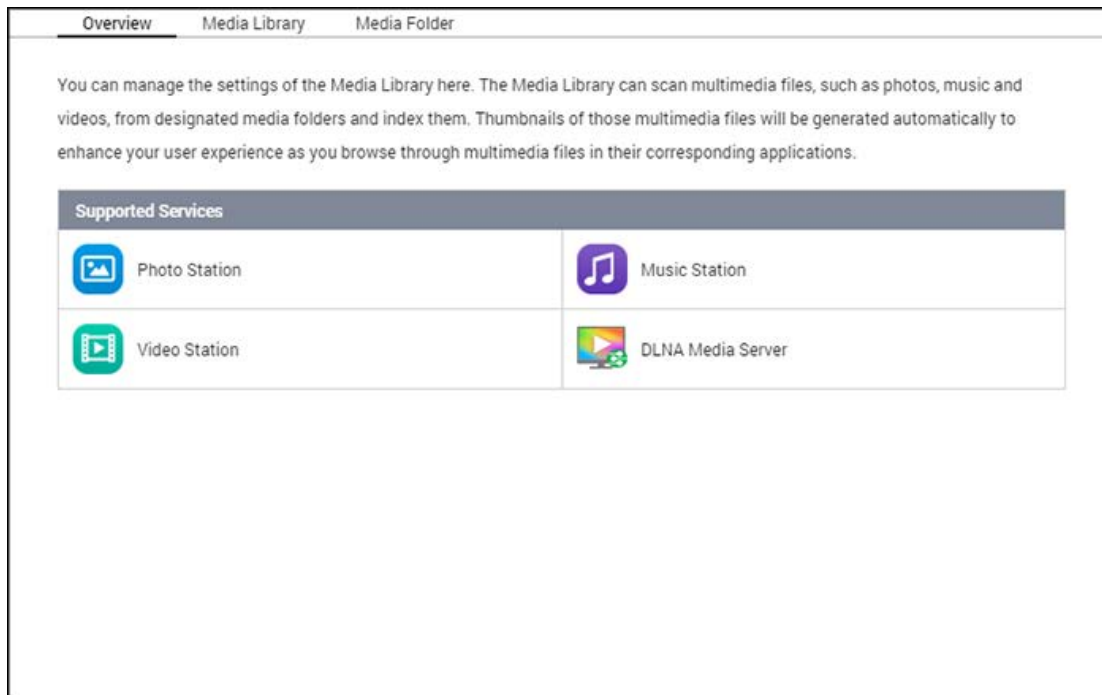 Overview Media Library Media Folder
You can manage the settings of the Media Library here. The Media Library can scan multimedia files, such as photos, music and
videos, from designated media folders and index them. Thumbnails of those multimedia files will be generated automatically to
enhance your user experience as you browse through multimedia files in their corresponding applications.
Supported Services
Photo Station Music Station
Video Station DLNA Media Server